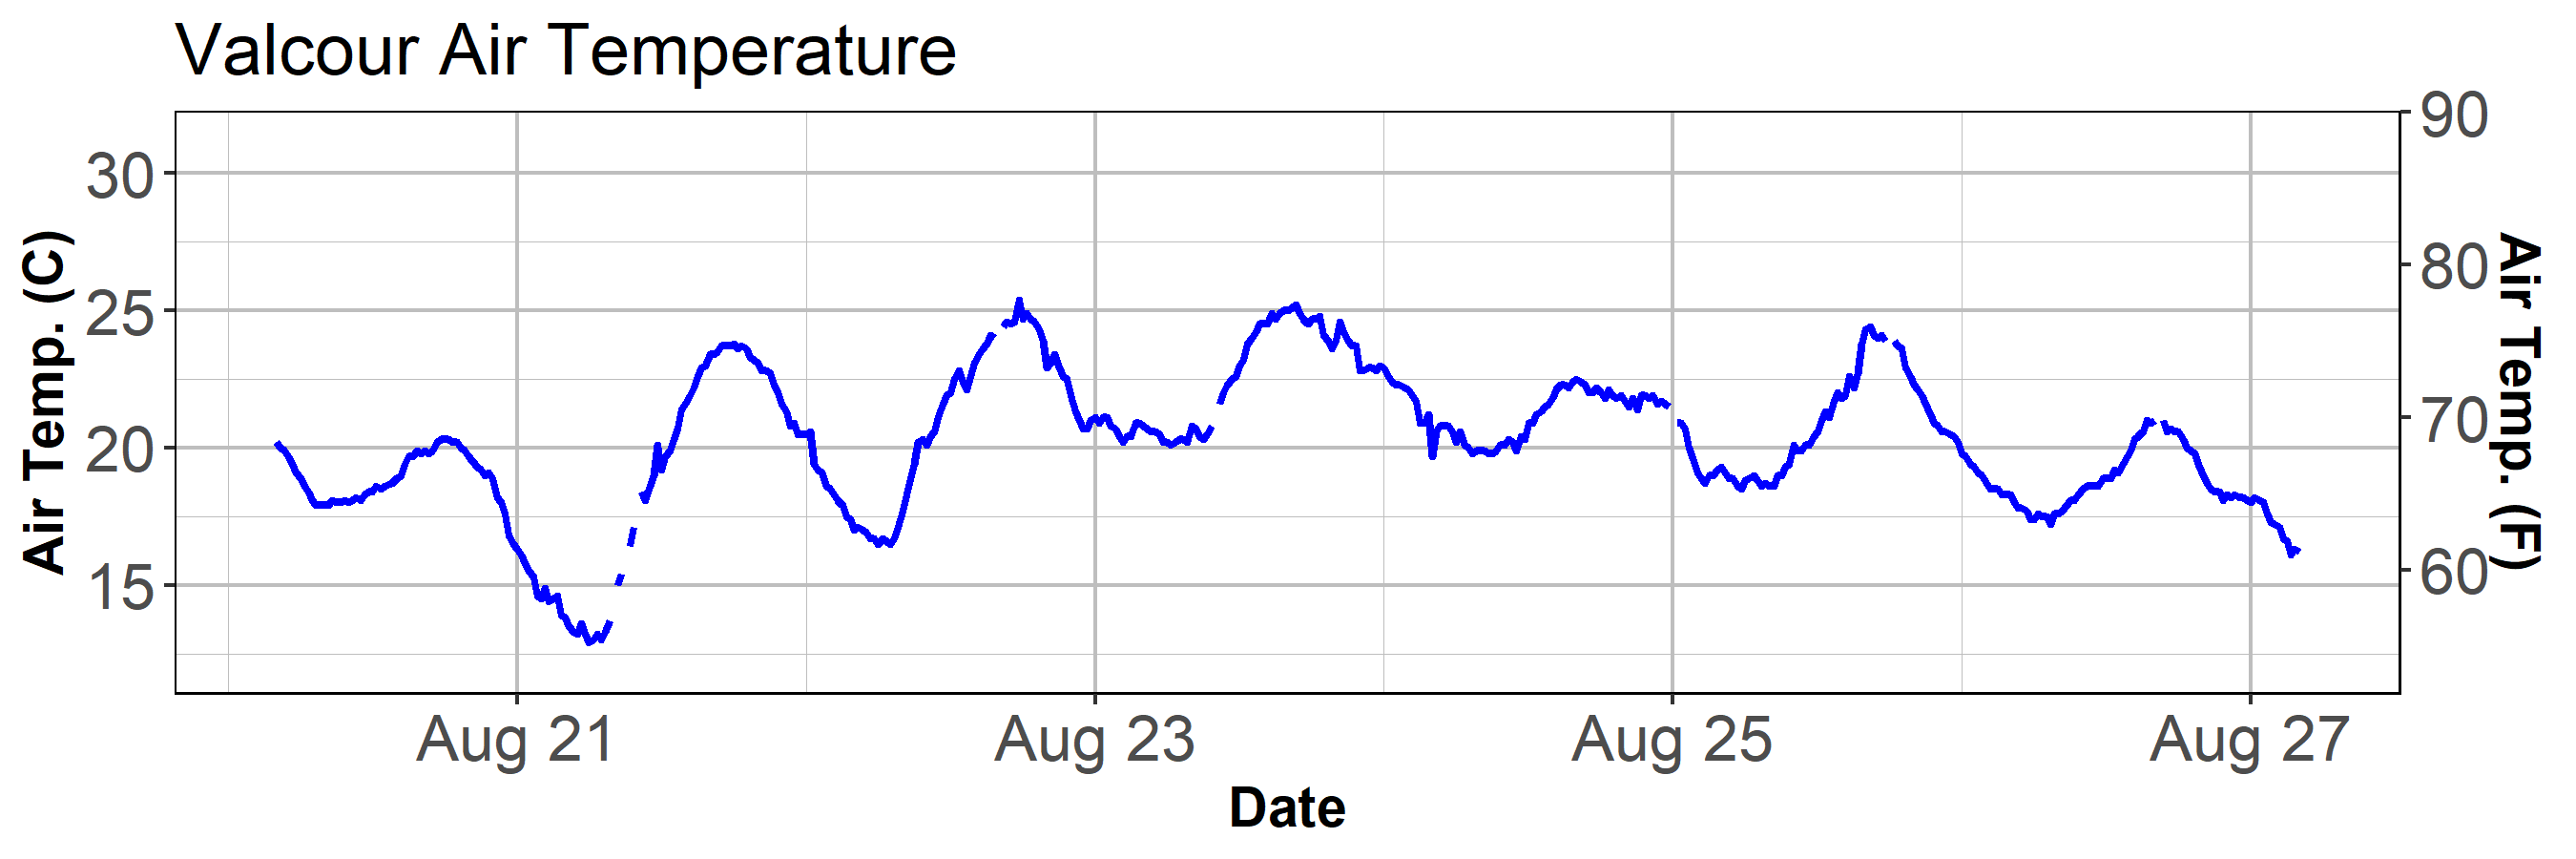 Valcour Air Temperature
Air Temp. (C)
30
25
20
15
90
80
70
60
Air Temp. (F)
Aug 21
Aug 23
Aug 25
Aug 27
Date